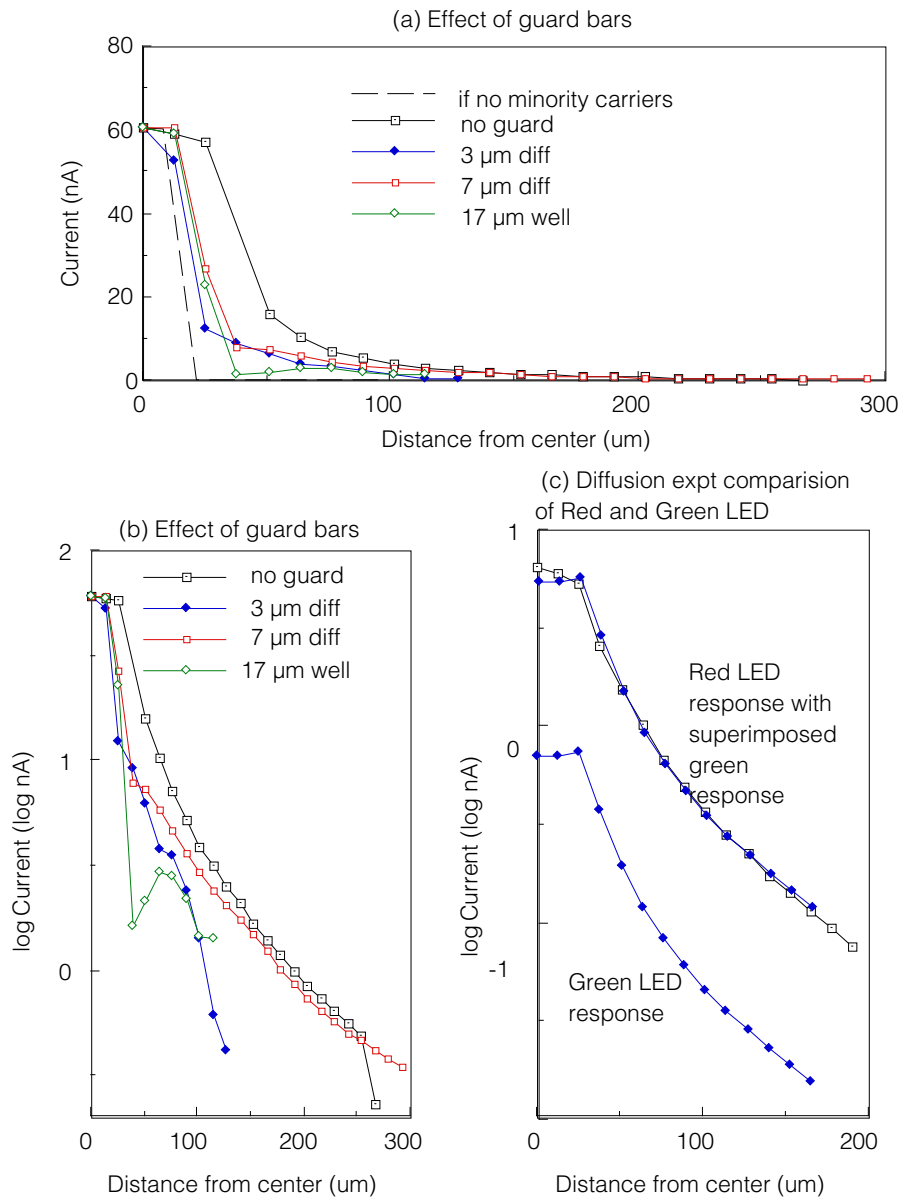 (a) Effect of guard bars
80
60
40
20
0
Current (nA)
if no minority carriers
no guard
3 µm diff
7 µm diff
17 µm well
0
100
200
300
Distance from center (um)
(b) Effect of guard bars
2
1
0
log Current (log nA)
no guard
3 µm diff
7 µm diff
17 µm well
0
100
200
300
Distance from center (um)
(c) Diffusion expt comparision
of Red and Green LED
1
0
-1
log Current (log nA)
Red LED
response with
superimposed
green
response
Green LED
response
0
100
200
Distance from center (um)